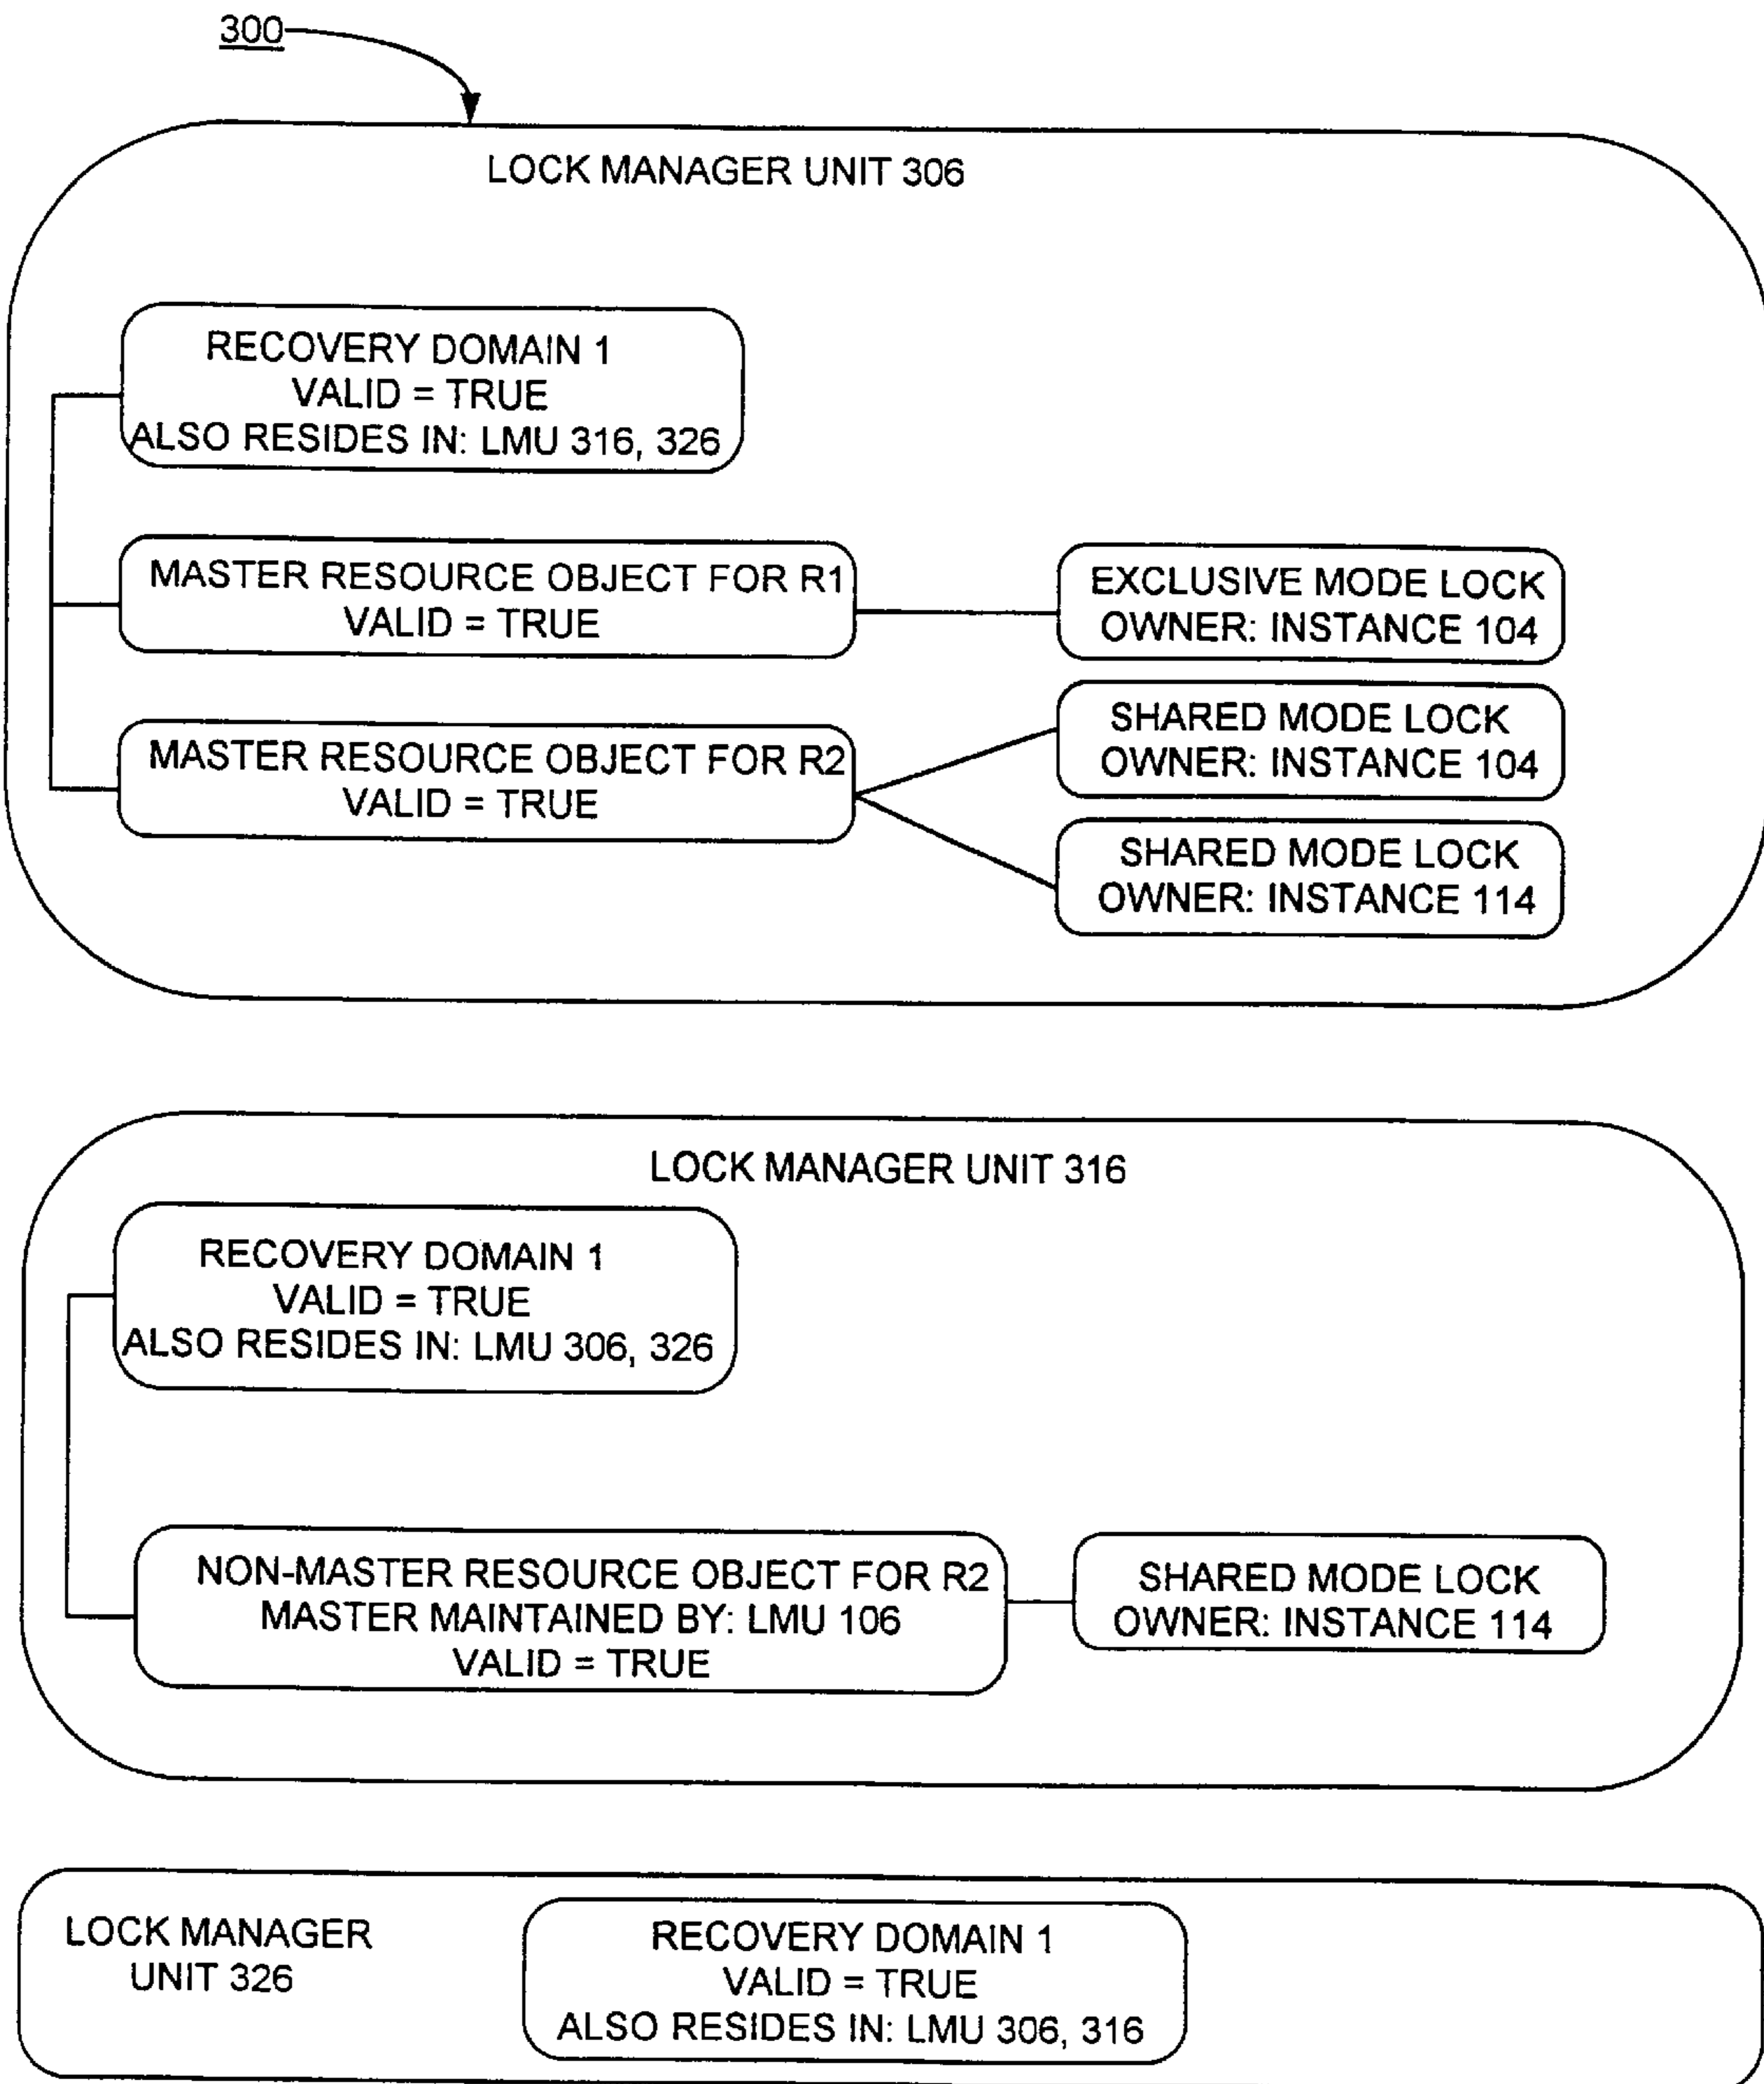 300
LOCK MANAGER UNIT 306
RECOVERY DOMAIN 1
VALID = TRUE
ALSO RESIDES IN: LMU 316, 326
MASTER RESOURCE OBJECT FOR R1
VALID = TRUE
EXCLUSIVE MODE LOCK
OWNER: INSTANCE 104
MASTER RESOURCE OBJECT FOR R2
VALID = TRUE
SHARED MODE LOCK
OWNER: INSTANCE 104
SHARED MODE LOCK
OWNER: INSTANCE 114
LOCK MANAGER UNIT 316
RECOVERY DOMAIN 1
VALID = TRUE
ALSO RESIDES IN: LMU 306, 326
NON-MASTER RESOURCE OBJECT FOR R2
MASTER MAINTAINED BY: LMU 106
VALID = TRUE
SHARED MODE LOCK
OWNER: INSTANCE 114
LOCK MANAGER
UNIT 326
RECOVERY DOMAIN 1
VALID = TRUE
ALSO RESIDES IN: LMU 306, 316